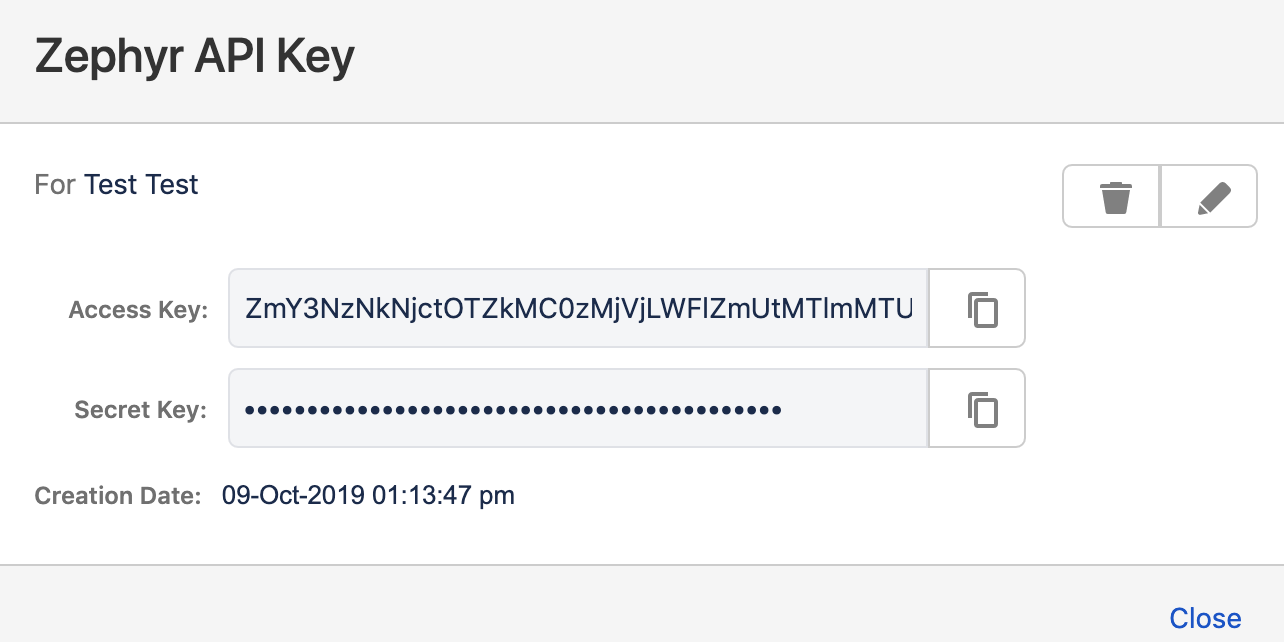 Zephyr API Key
For Test Test
Access Key: ZmY3NzNkNjctOTZkMC0zMjVjLWFlZmUtMTlmMTU
Secret Key: •••••••••••••••••••••••••••••••••••••••••••
Creation Date: 09-Oct-2019 01:13:47 pm
Close